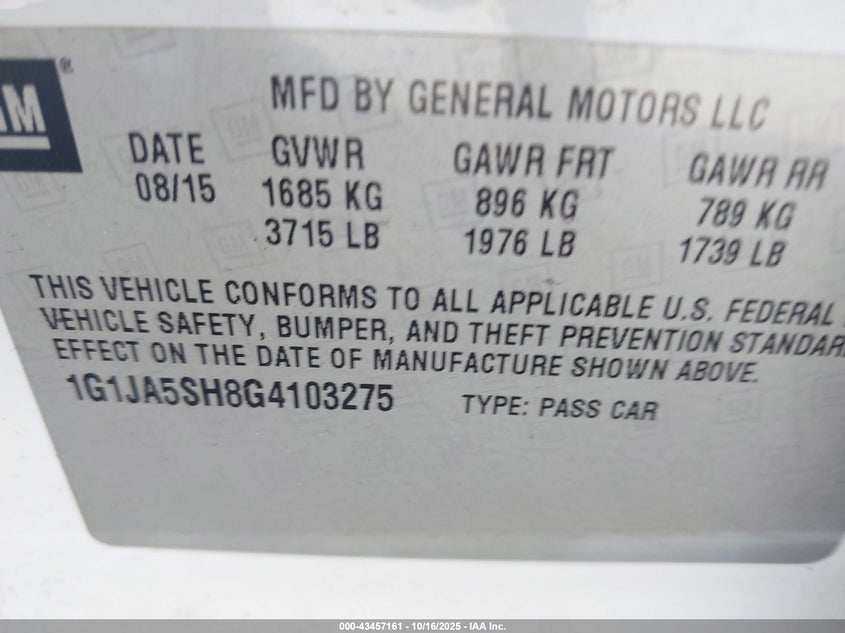 GM®
MFD BY GENERAL MOTORS LLC
DATE GVWR GAWR FRT GAWR RR
08/15 1685 KG 896 KG 789 KG
3715 LB 1976 LB 1739 LB
THIS VEHICLE CONFORMS TO ALL APPLICABLE U.S. FEDERAL
VEHICLE SAFETY, BUMPER, AND THEFT PREVENTION STANDAR
EFFECT ON THE DATE OF MANUFACTURE SHOWN ABOVE.
1G1JA5SH8G4103275 TYPE: PASS CAR
000-43457161 - 10/16/2025 - IAA Inc.